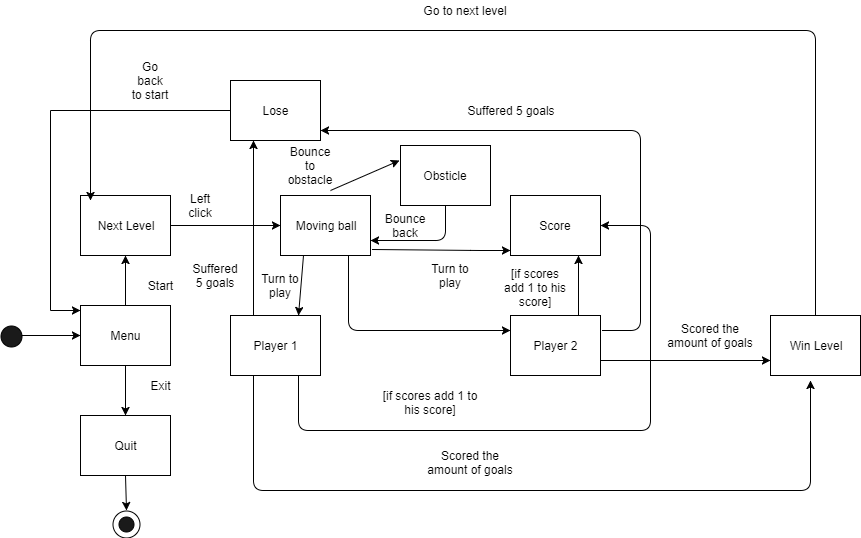 Go to next level
Go
back
to start
Lose
Suffered 5 goals
Bounce
to
obstacle
Obsticle
Left
click
Next Level
Moving ball
Bounce
back
Score
Suffered
5 goals
Turn to
play
Turn to
play
[if scores
add 1 to his
score]
Start
Menu
Player 1
Player 2
Scored the
amount of goals
Win Level
Exit
[if scores add 1 to
his score]
Quit
Scored the
amount of goals